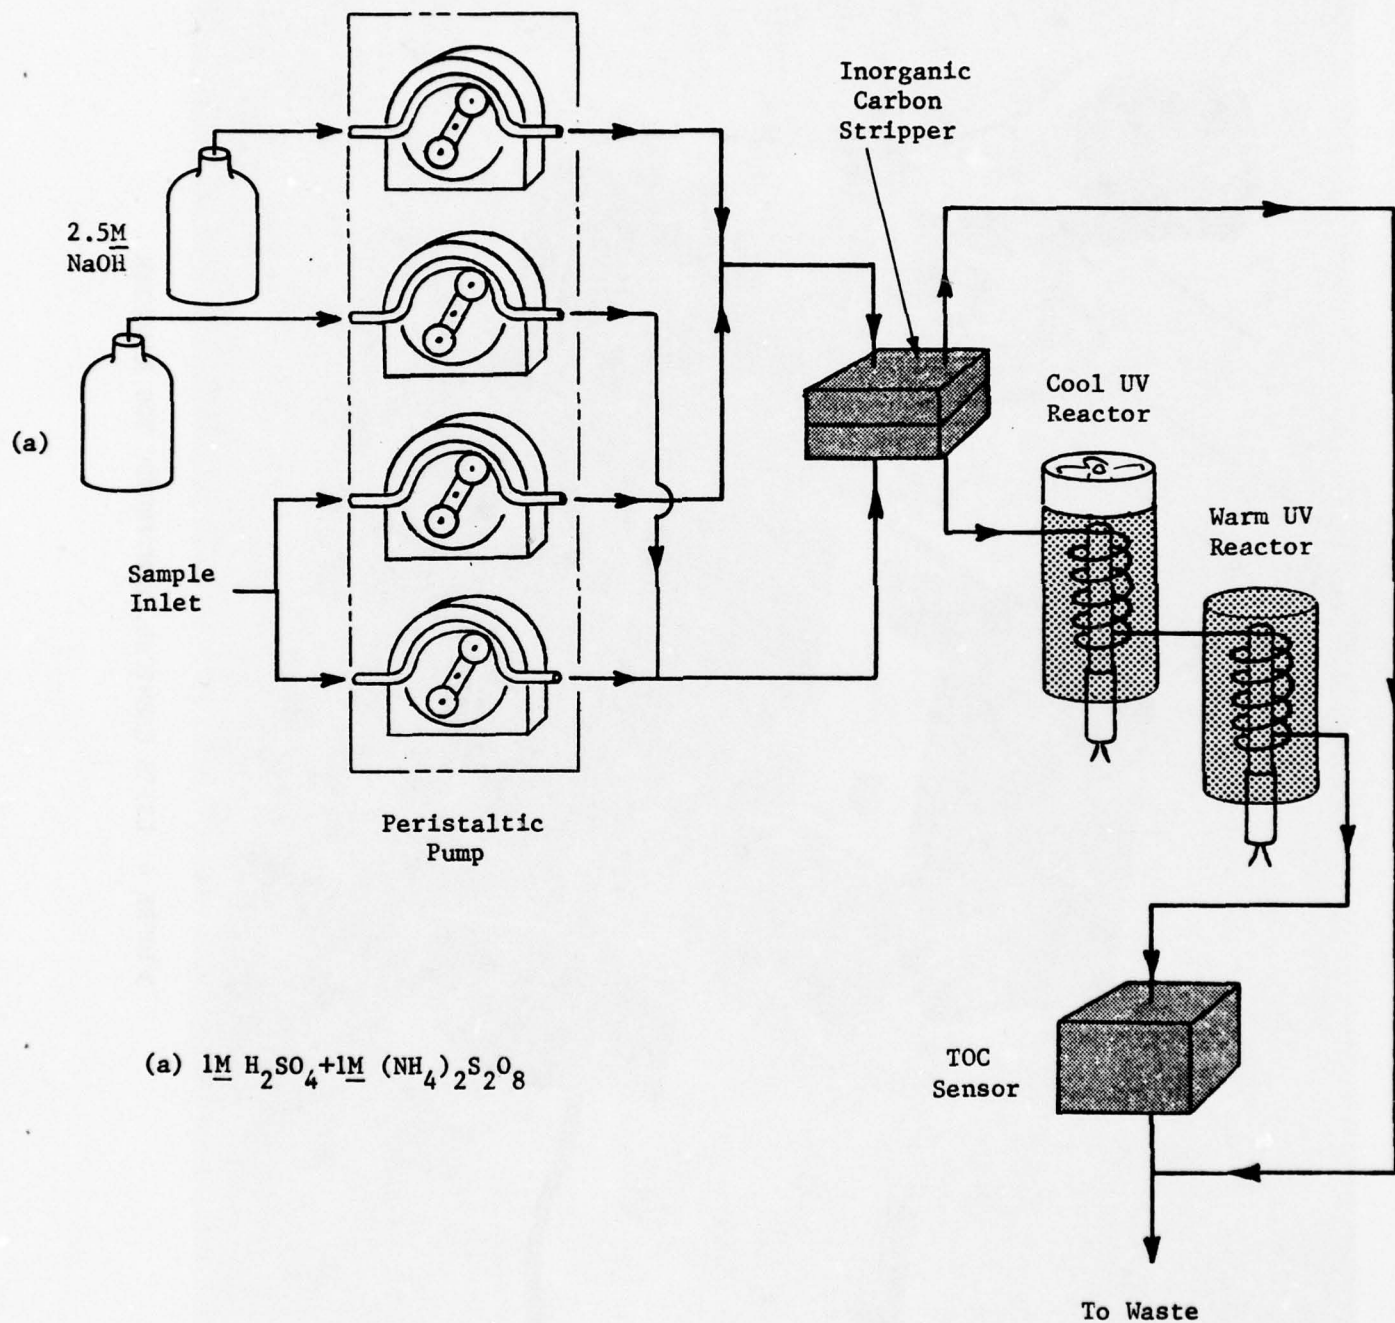 Inorganic
Carbon
Stripper
2.5M
NaOH
Cool UV
Reactor
(a)
Warm UV
Reactor
Sample
Inlet
Peristaltic
Pump
TOC
Sensor
(a) 1M H2SO4+1M (NH4)2S2O8
To Waste